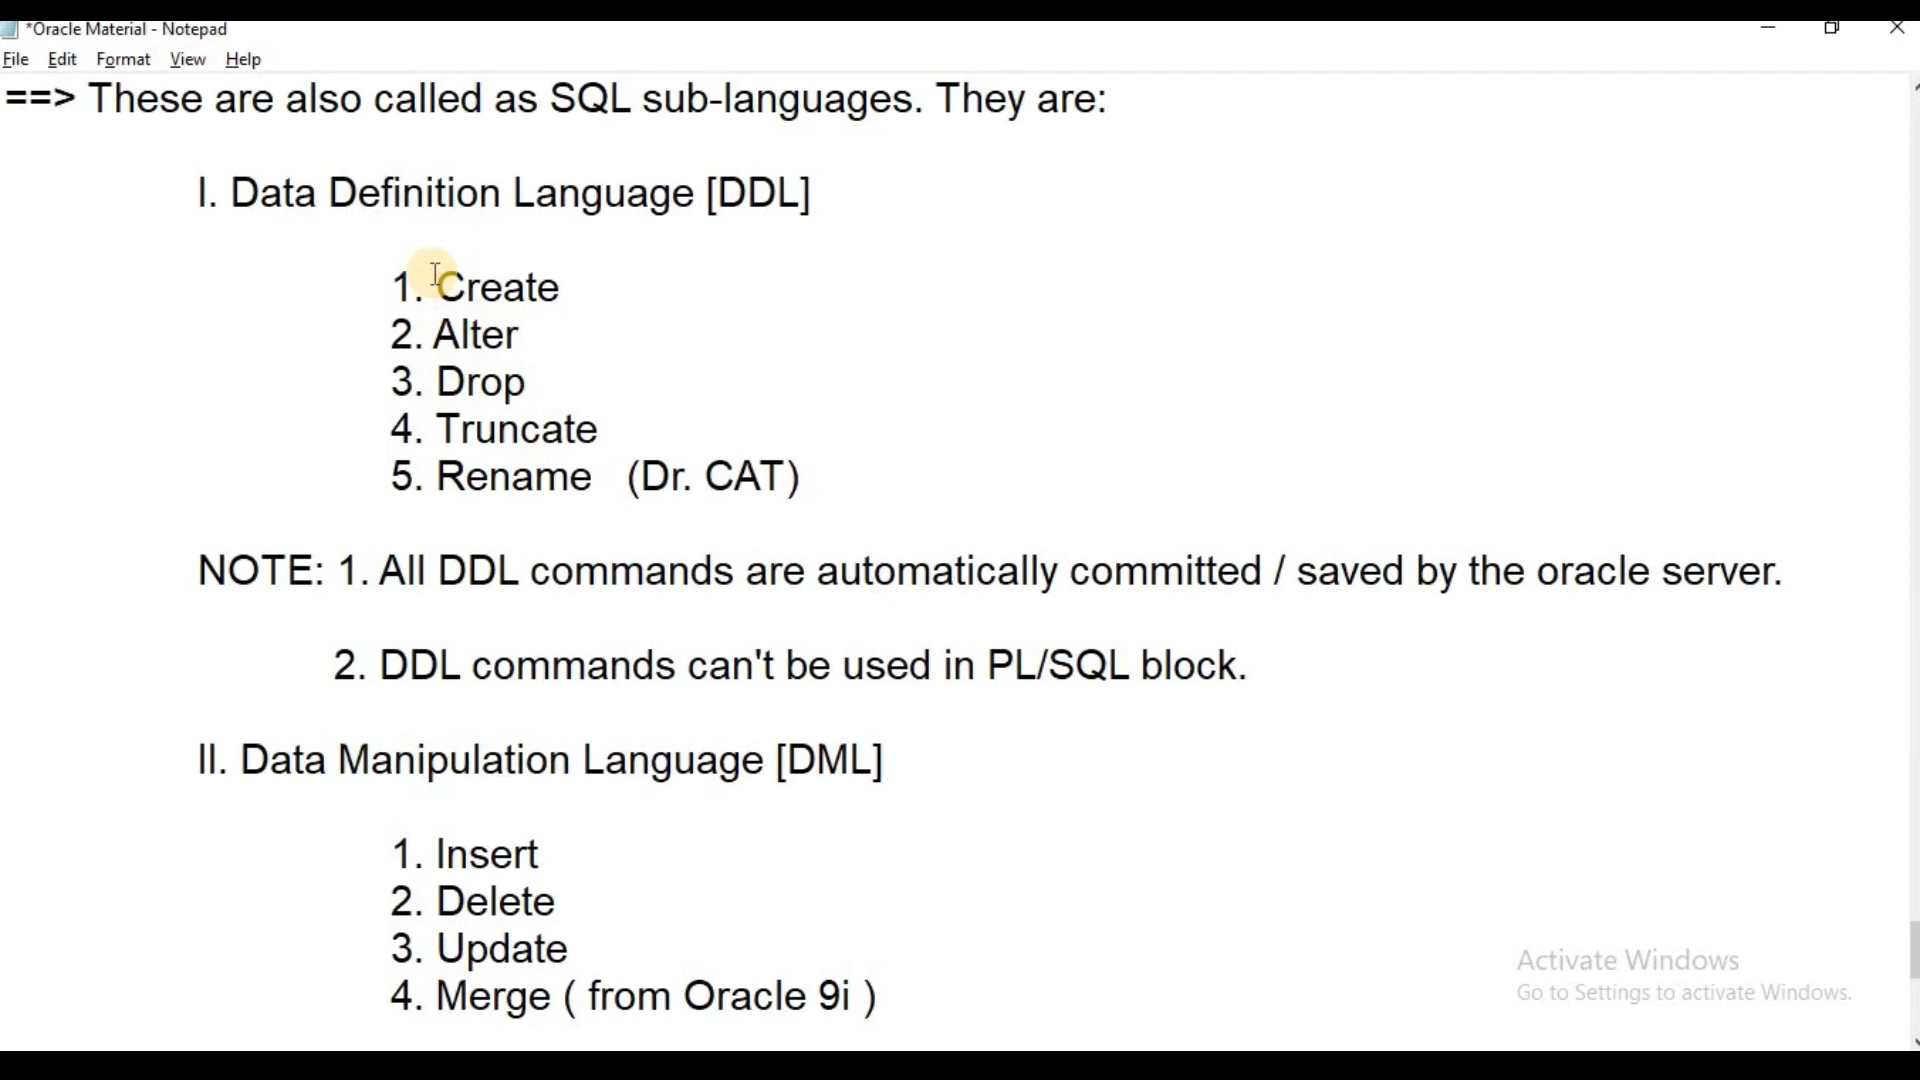 *Oracle Material - Notepad
File Edit Format View Help
==> These are also called as SQL sub-languages. They are:
I. Data Definition Language [DDL]
1. Create
2. Alter
3. Drop
4. Truncate
5. Rename (Dr. CAT)
NOTE: 1. All DDL commands are automatically committed / saved by the oracle server.
2. DDL commands can't be used in PL/SQL block.
II. Data Manipulation Language [DML]
1. Insert
2. Delete
3. Update
4. Merge ( from Oracle 9i )
Activate Windows
Go to Settings to activate Windows.